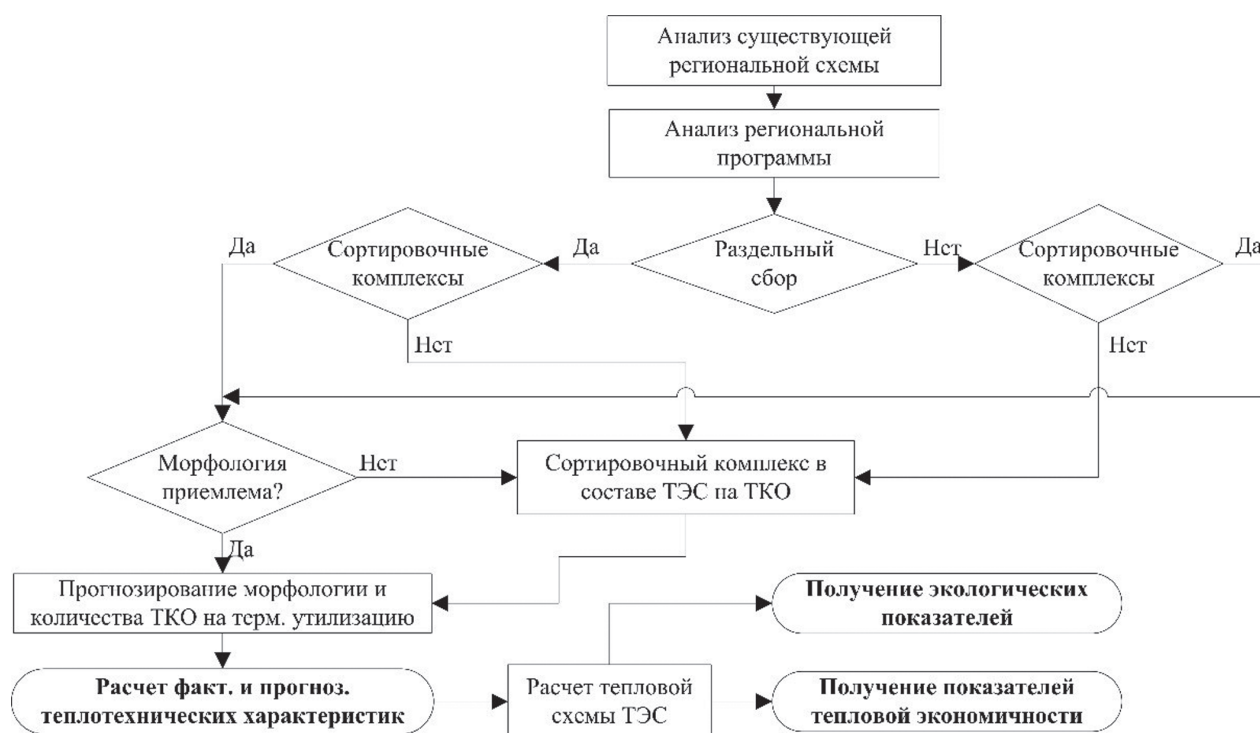 Анализ существующей
региональной схемы
Анализ региональной
программы
Да
Сортировочные
комплексы
Да
Раздельный
сбор
Нет
Сортировочные
комплексы
Да
Нет
Нет
Морфология
приемлема?
Нет
Сортировочный комплекс в
составе ТЭС на ТКО
Да
Прогнозирование морфологии и
количества ТКО на терм. утилизацию
Получение экологических
показателей
Расчет факт. и прогноз.
теплотехнических характеристик
Расчет тепловой
схемы ТЭС
Получение показателей
тепловой экономичности